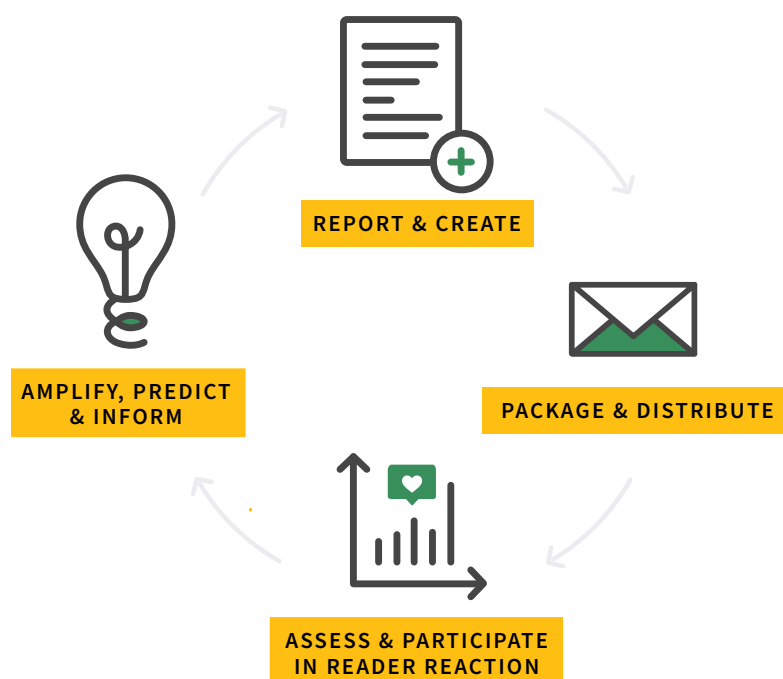 REPORT & CREATE
PACKAGE & DISTRIBUTE
AMPLIFY, PREDICT
& INFORM
ASSESS & PARTICIPATE
IN READER REACTION